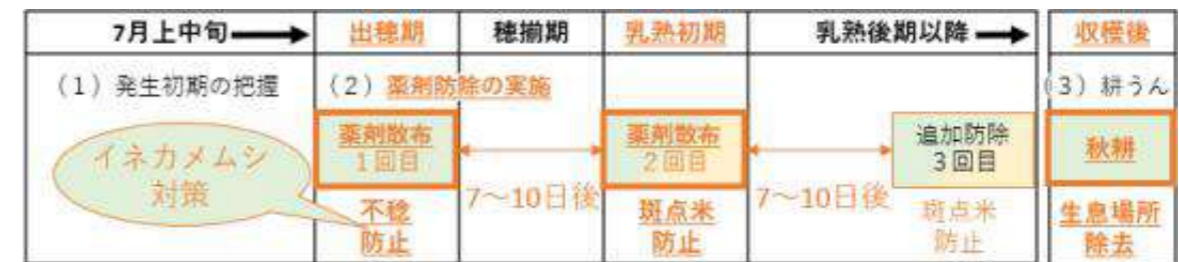 7月上中旬
出穂期
穂揃期
乳熟初期
乳熟後期以降
収穫後
(1)発生初期の把握
(2)薬剤防除の実施
(3)耕うん
イネカメムシ
対策
薬剤散布
1回目
7~10日後
薬剤散布
2回目
7~10日後
追加防除
3回目
秋耕
不稔
防止
斑点米
防止
斑点米
防止
生息場所
除去